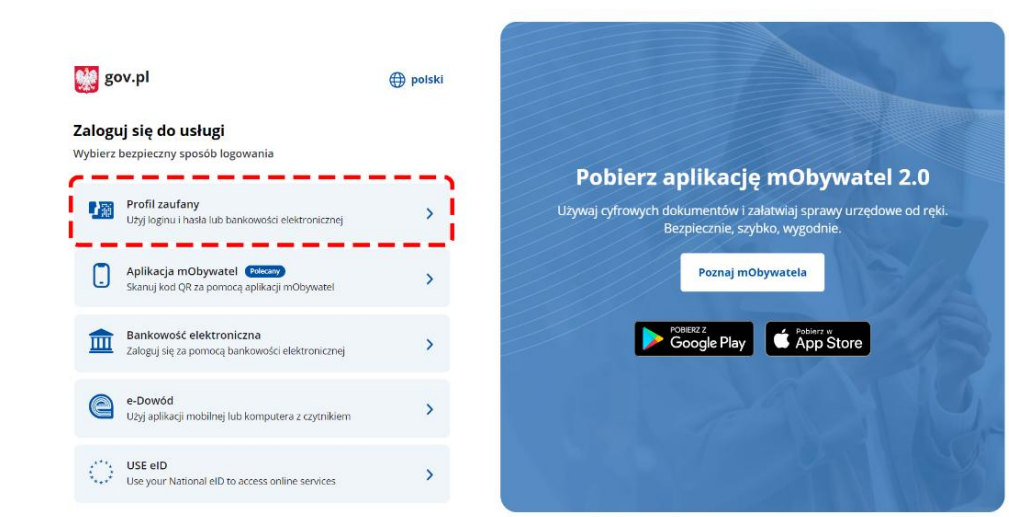 gov.pl
polski
Zaloguj się do usługi
Wybierz bezpieczny sposób logowania
Profil zaufany
Użyj loginu i hasła lub bankowości elektronicznej
Aplikacja mObywatel Polecany
Skanuj kod QR za pomocą aplikacji mObywatel
Bankowość elektroniczna
Zaloguj się za pomocą bankowości elektronicznej
e-Dowód
Użyj aplikacji mobilnej lub komputera z czytnikiem
USE eID
Use your National eID to access online services
Pobierz aplikację mObywatel 2.0
Używaj cyfrowych dokumentów i załatwiaj sprawy urzędowe od ręki.
Bezpiecznie, szybko, wygodnie.
Poznaj mObywatela
POBIERZ Z
Google Play
Pobierz w
App Store